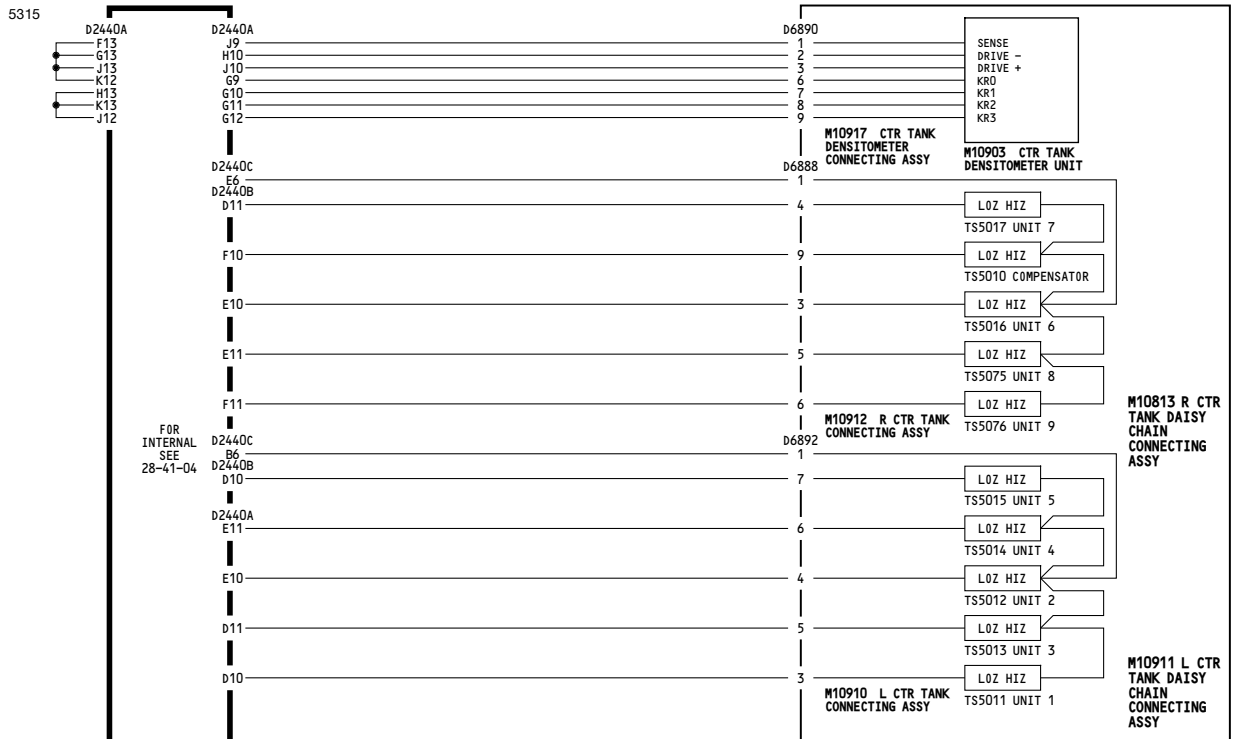 5315
D2440A D2440A D6890
F13 J9 1 SENSE
G13 H10 2 DRIVE –
J13 J10 3 DRIVE +
K12 G9 6 KR0
H13 G10 7 KR1
K13 G11 8 KR2
J12 G12 9 KR3
M10917 CTR TANK
DENSITOMETER
CONNECTING ASSY
M10903 CTR TANK
DENSITOMETER UNIT
D2440C D6888
E6 1
D2440B
D11 4 LOZ HIZ
TS5017 UNIT 7
F10 9 LOZ HIZ
TS5010 COMPENSATOR
E10 3 LOZ HIZ
TS5016 UNIT 6
E11 5 LOZ HIZ
TS5075 UNIT 8
F11 6 LOZ HIZ
TS5076 UNIT 9
M10912 R CTR TANK
CONNECTING ASSY
M10813 R CTR
TANK DAISY
CHAIN
CONNECTING
ASSY
FOR
INTERNAL
SEE
28-41-04
D2440C D6892
B6 1
D2440B
D10 7 LOZ HIZ
TS5015 UNIT 5
D2440A
E11 6 LOZ HIZ
TS5014 UNIT 4
E10 4 LOZ HIZ
TS5012 UNIT 2
D11 5 LOZ HIZ
TS5013 UNIT 3
D10 3 LOZ HIZ
TS5011 UNIT 1
M10910 L CTR TANK
CONNECTING ASSY
M10911 L CTR
TANK DAISY
CHAIN
CONNECTING
ASSY